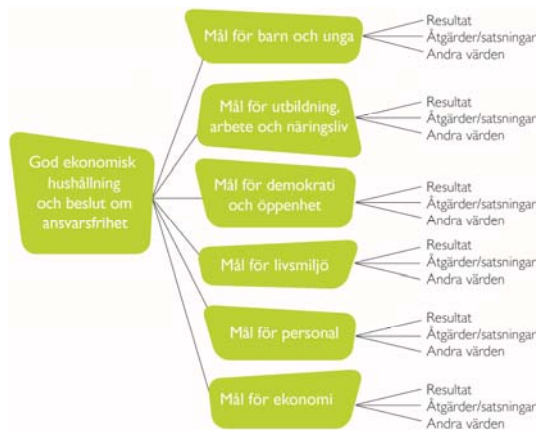 God ekonomisk
hushållning
och beslut om
ansvarsfrihet
Mål för barn och unga
Resultat
Åtgärder/satsningar
Andra värden
Mål för utbildning,
arbete och näringsliv
Resultat
Åtgärder/satsningar
Andra värden
Mål för demokrati
och öppenhet
Resultat
Åtgärder/satsningar
Andra värden
Mål för livsmiljö
Resultat
Åtgärder/satsningar
Andra värden
Mål för personal
Resultat
Åtgärder/satsningar
Andra värden
Mål för ekonomi
Resultat
Åtgärder/satsningar
Andra värden